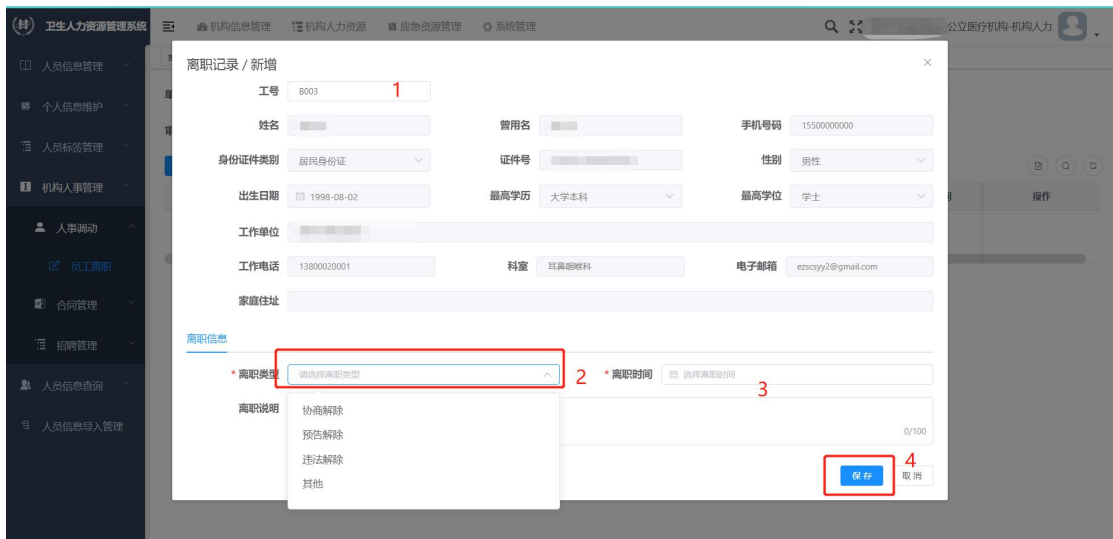 卫生人力资源管理系统 机构信息管理 机构人力资源 应急资源管理 系统管理 公立医疗机构-机构人力
人员信息管理
个人信息维护
人员标签管理
机构人事管理
人事调动
员工离职
合同管理
招聘管理
人员信息查询
人员信息导入管理
离职记录 / 新增
工号 B003 1
姓名 曾用名 手机号码 15500000000
身份证件类别 居民身份证 证件号 性别 男性
出生日期 1998-08-02 最高学历 大学本科 最高学位 学士
操作
工作单位
工作电话 13800020001 科室 耳鼻咽喉科 电子邮箱 ezscsyy2@gmail.com
家庭住址
离职信息
* 离职类型 请选择离职类型 2 * 离职时间 选择离职时间 3
离职说明 0/100
协商解除
预告解除
违法解除
其他
保存 4 取消